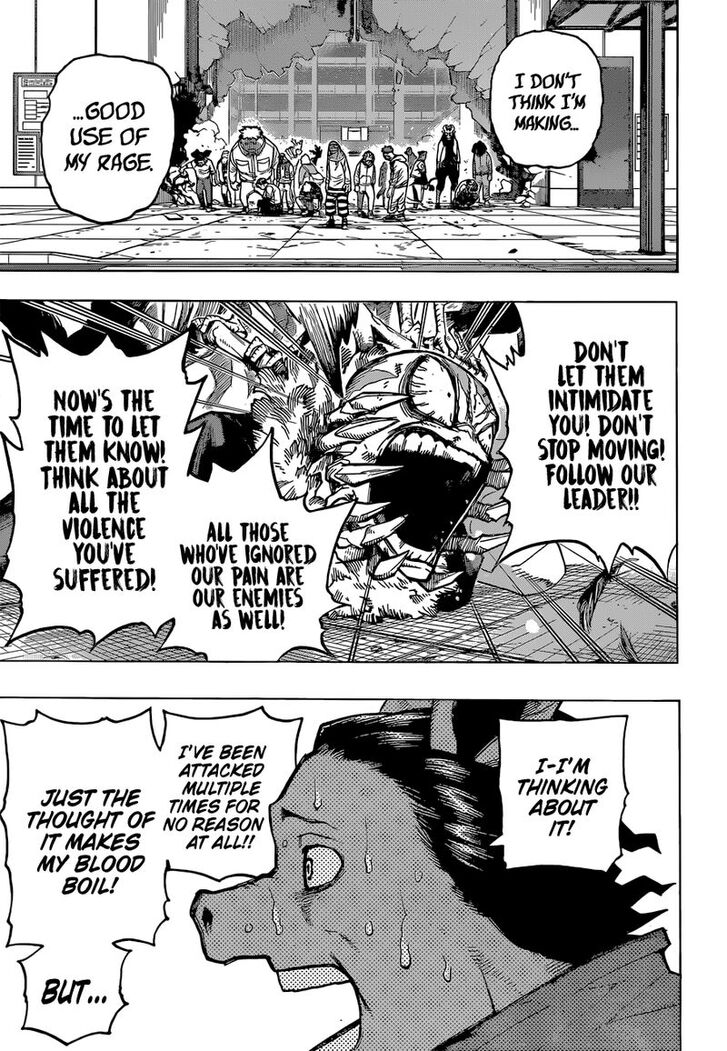 I DON'T
THINK I'M
MAKING...
...GOOD
USE OF
MY RAGE.
DON'T
LET THEM
INTIMIDATE
YOU! DON'T
STOP MOVING!
FOLLOW OUR
LEADER!!
ALL THOSE
WHO'VE IGNORED
OUR PAIN ARE
OUR ENEMIES
AS WELL!
NOW'S THE
TIME TO LET
THEM KNOW!
THINK ABOUT
ALL THE
VIOLENCE
YOU'VE
SUFFERED!
I-I'M
THINKING
ABOUT
IT!
I'VE BEEN
ATTACKED
MULTIPLE
TIMES FOR
NO REASON
AT ALL!!
JUST THE
THOUGHT OF
IT MAKES
MY BLOOD
BOIL!
BUT...